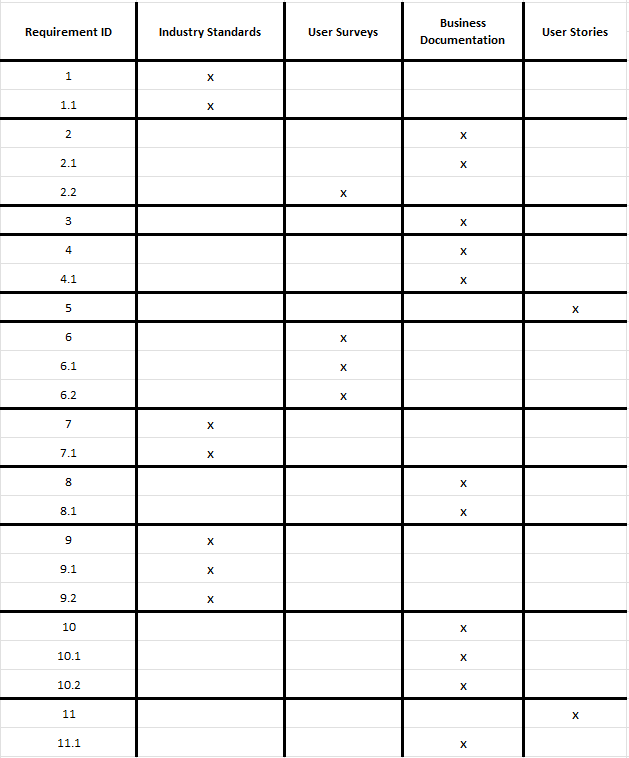 Requirement ID Industry Standards User Surveys Business Documentation User Stories
1 x
1.1 x
2 x
2.1 x
2.2 x
3 x
4 x
4.1 x
5 x
6 x
6.1 x
6.2 x
7 x
7.1 x
8 x
8.1 x
9 x
9.1 x
9.2 x
10 x
10.1 x
10.2 x
11 x
11.1 x